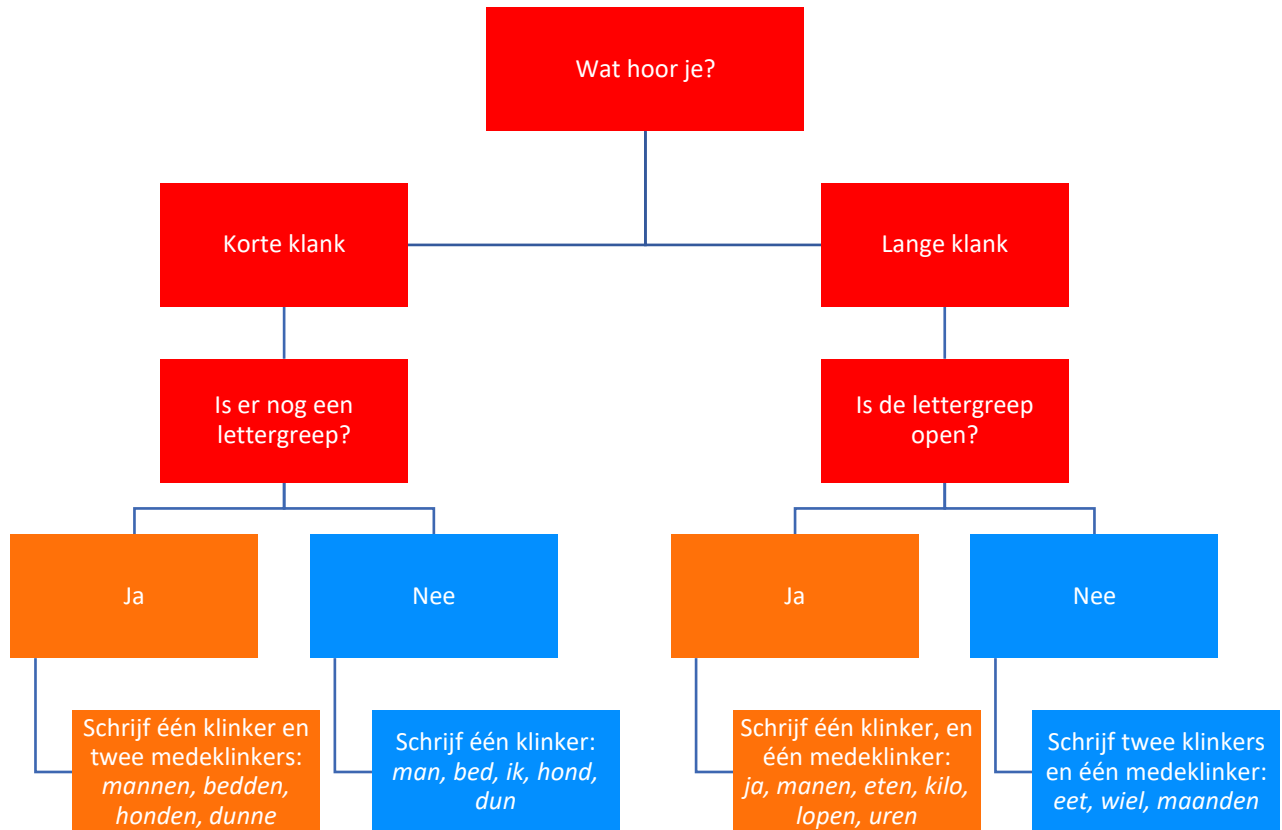 Wat hoor je?
Korte klank
Lange klank
Is er nog een
lettergreep?
Is de lettergreep
open?
Ja
Nee
Ja
Nee
Schrijf één klinker en
twee medeklinkers:
mannen, bedden,
honden, dunne
Schrijf één klinker:
man, bed, ik, hond,
dun
Schrijf één klinker, en
één medeklinker:
ja, manen, eten, kilo,
lopen, uren
Schrijf twee klinkers
en één medeklinker:
eet, wiel, maanden